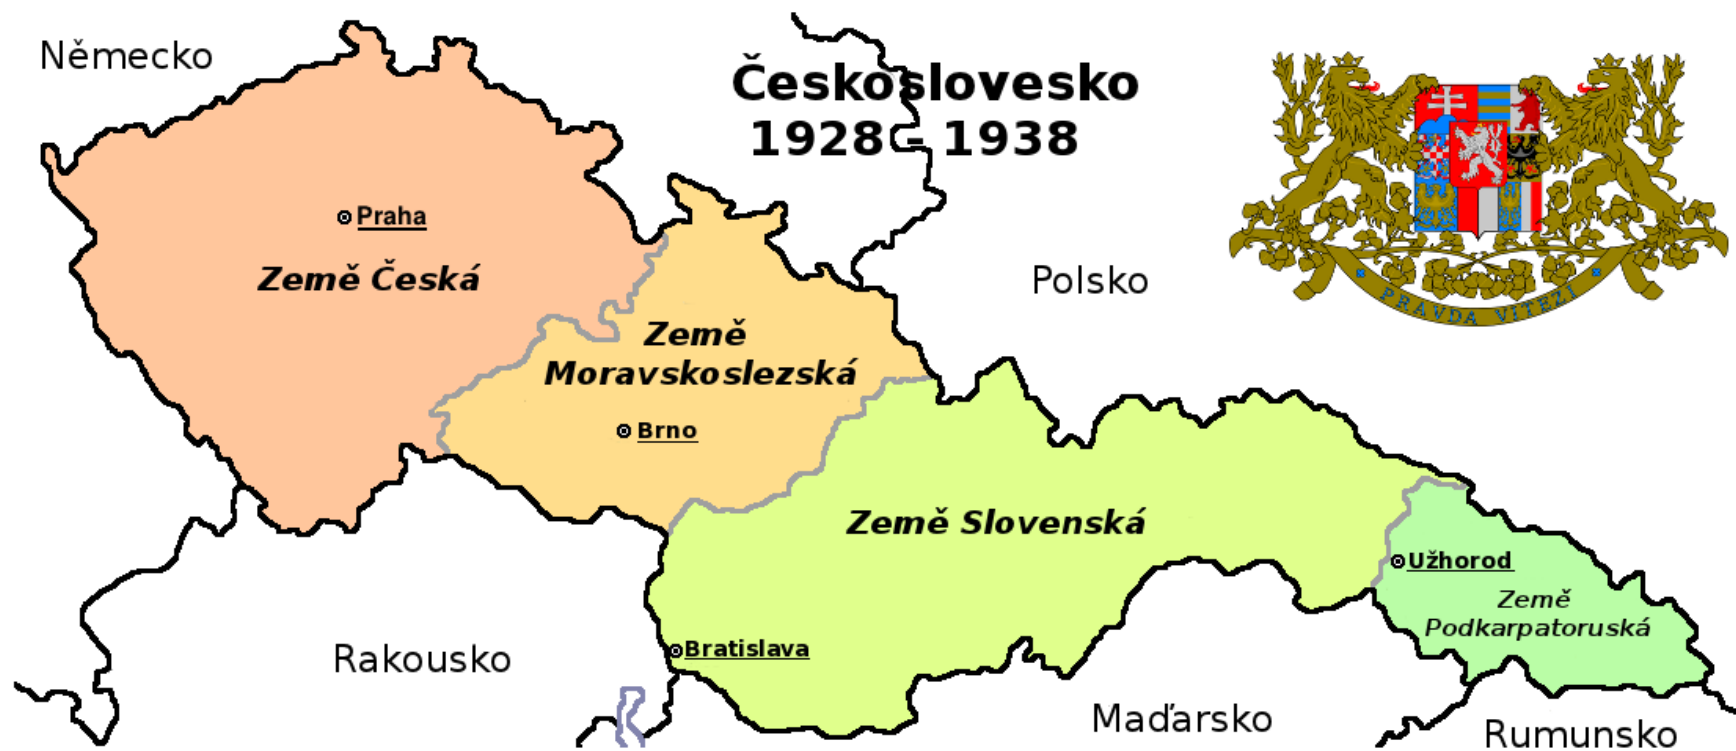 Německo
Československo
1928 - 1938
Praha
Země Česká
Polsko
PRAVDA VÍTĚZÍ
Země
Moravskoslezská
Brno
Země Slovenská
Užhorod
Země
Podkarpatoruská
Bratislava
Rakousko
Maďarsko
Rumunsko